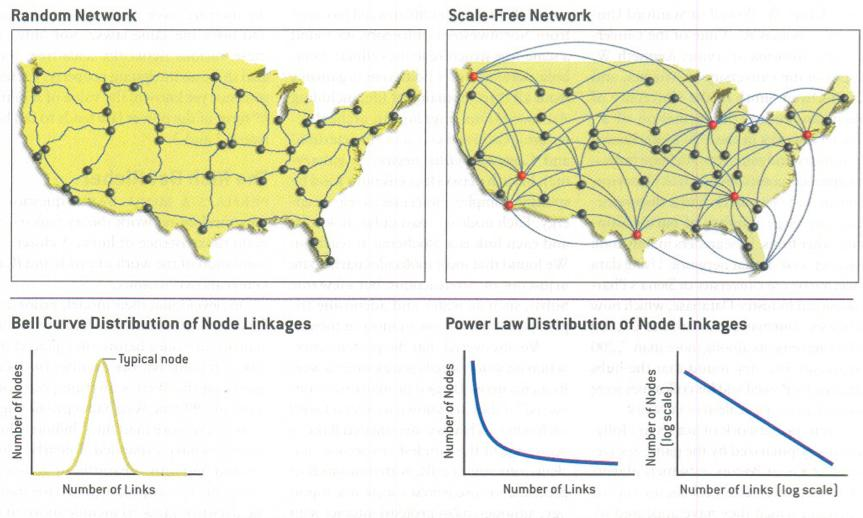 Random Network
Scale-Free Network
Bell Curve Distribution of Node Linkages
Power Law Distribution of Node Linkages
Typical node
Number of Nodes
Number of Links
Number of Nodes
Number of Links
Number of Nodes
(log scale)
Number of Links (log scale)